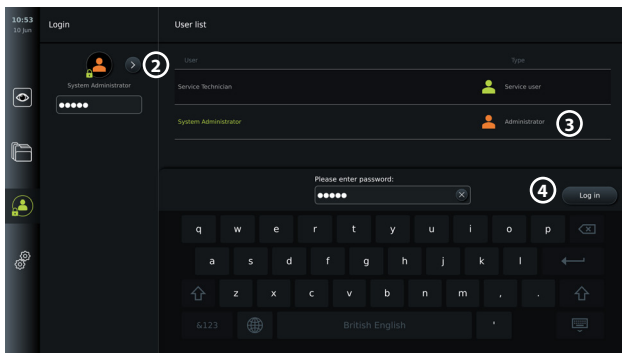 10:53
10 Jun
Login
User list
2
User
Type
System Administrator
●●●●●
Service Technician
Service user
System Administrator
Administrator
3
Please enter password:
●●●●●
4
Log in
q w e r t y u i o p
a s d f g h j k l
z x c v b n m , .
&123
British English
'